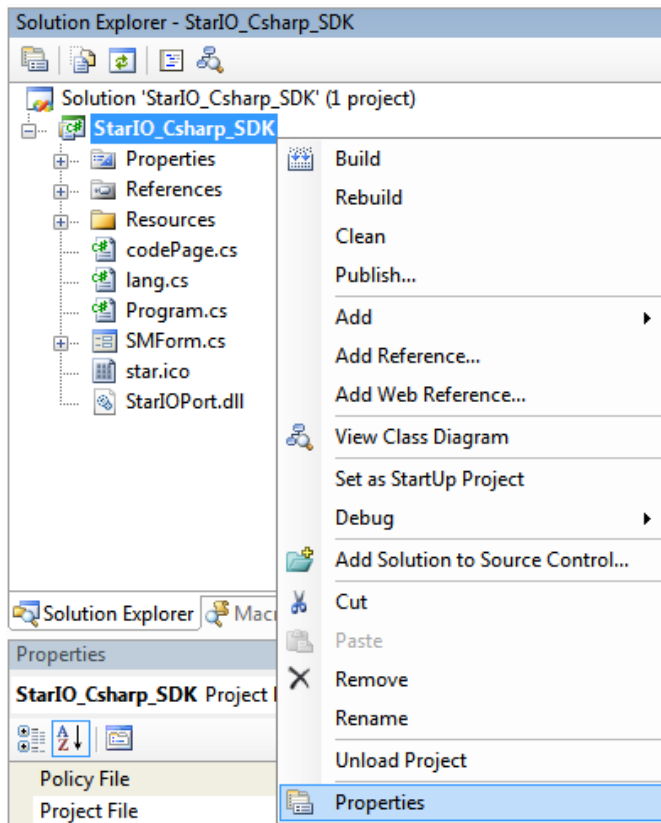 Solution Explorer - StarIO_Csharp_SDK
Solution 'StarIO_Csharp_SDK' (1 project)
StarIO_Csharp_SDK
Properties
References
Resources
codePage.cs
lang.cs
Program.cs
SMForm.cs
star.ico
StarIOPort.dll
Build
Rebuild
Clean
Publish...
Add
Add Reference...
Add Web Reference...
View Class Diagram
Set as StartUp Project
Debug
Add Solution to Source Control...
Cut
Paste
Remove
Rename
Unload Project
Properties
Solution Explorer
Properties
StarIO_Csharp_SDK Project
Policy File
Project File